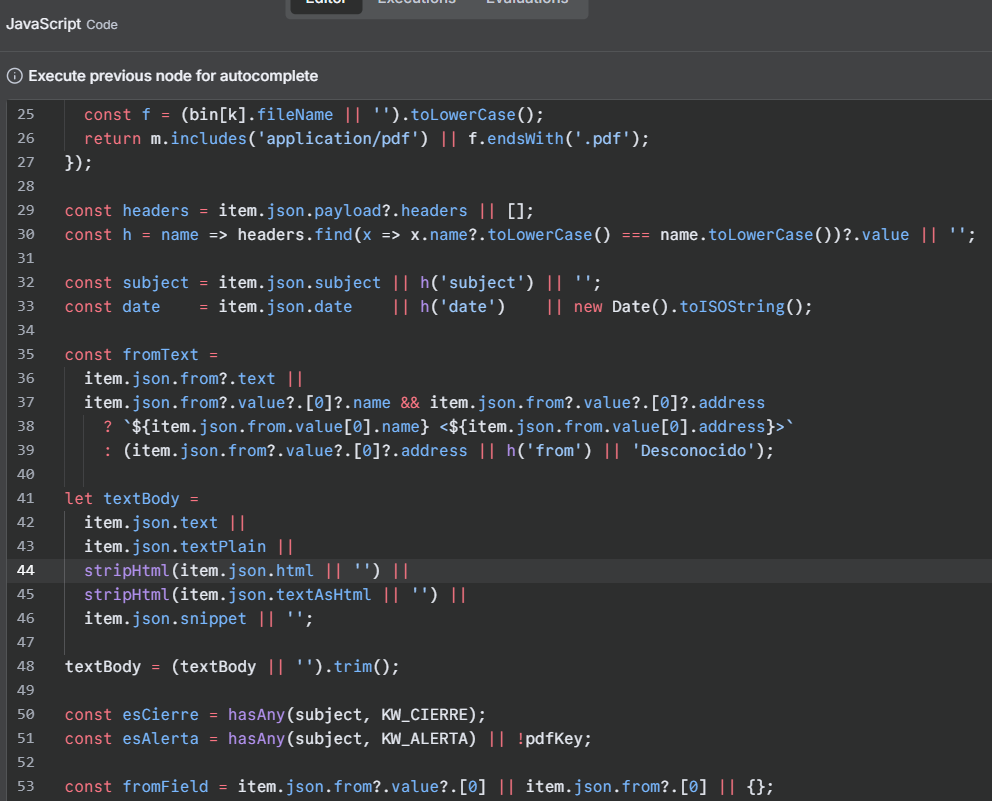 Editor Executions Evaluations
JavaScript Code
Execute previous node for autocomplete
25 const f = (bin[k].fileName || '').toLowerCase();
26 return m.includes('application/pdf') || f.endsWith('.pdf');
27 });
28
29 const headers = item.json.payload?.headers || [];
30 const h = name => headers.find(x => x.name?.toLowerCase() === name.toLowerCase())?.value || '';
31
32 const subject = item.json.subject || h('subject') || '';
33 const date    = item.json.date    || h('date')    || new Date().toISOString();
34
35 const fromText =
36 item.json.from?.text ||
37 item.json.from?.value?.[0]?.name && item.json.from?.value?.[0]?.address
38 ? `${item.json.from.value[0].name} <${item.json.from.value[0].address}>`
39 : (item.json.from?.value?.[0]?.address || h('from') || 'Desconocido');
40
41 let textBody =
42 item.json.text ||
43 item.json.textPlain ||
44 stripHtml(item.json.html || '') ||
45 stripHtml(item.json.textAsHtml || '') ||
46 item.json.snippet || '';
47
48 textBody = (textBody || '').trim();
49
50 const esCierre = hasAny(subject, KW_CIERRE);
51 const esAlerta = hasAny(subject, KW_ALERTA) || !pdfKey;
52
53 const fromField = item.json.from?.value?.[0] || item.json.from?.[0] || {};